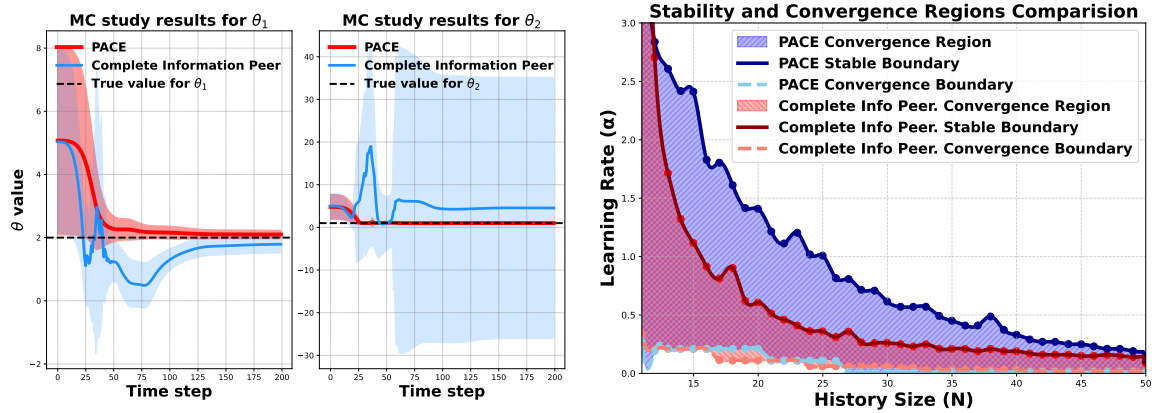 MC study results for θ₁
PACE
Complete Information Peer
True value for θ₁
θ value
8
6
4
2
0
−2
0 25 50 75 100 125 150 175 200
Time step
MC study results for θ₂
PACE
Complete Information Peer
True value for θ₂
40
30
20
10
0
−10
−20
−30
0 25 50 75 100 125 150 175 200
Time step
Stability and Convergence Regions Comparision
PACE Convergence Region
PACE Stable Boundary
PACE Convergence Boundary
Complete Info Peer. Convergence Region
Complete Info Peer. Stable Boundary
Complete Info Peer. Convergence Boundary
Learning Rate (α)
3.0
2.5
2.0
1.5
1.0
0.5
0.0
15 20 25 30 35 40 45 50
History Size (N)